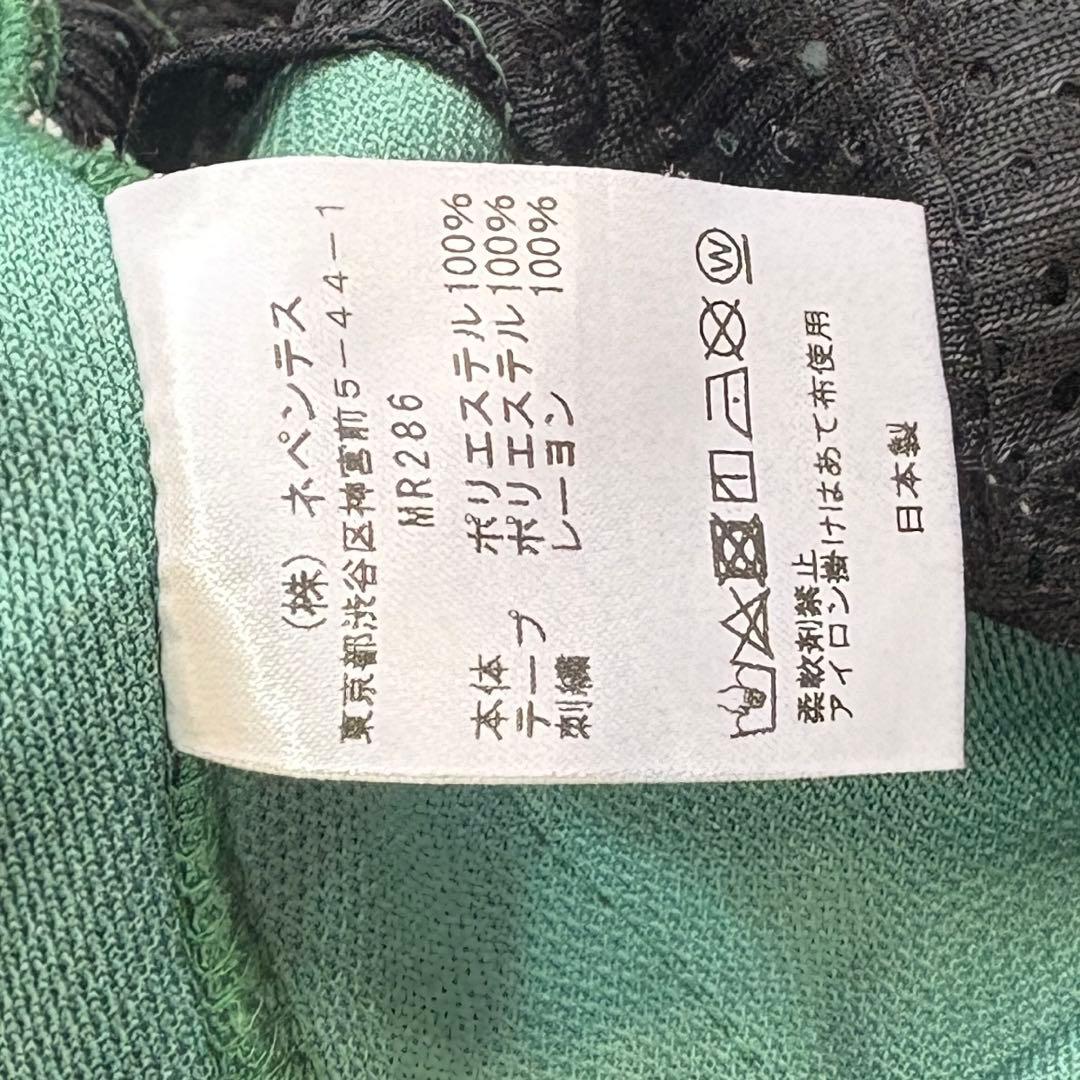 (株) ネペンテス
東京都渋谷区神宮前5-44-1
MR286
本体 ポリエステル100%
テープ ポリエステル100%
刺繍 レーヨン 100%
W
柔軟剤禁止
アイロン掛けはあて布使用
日本製